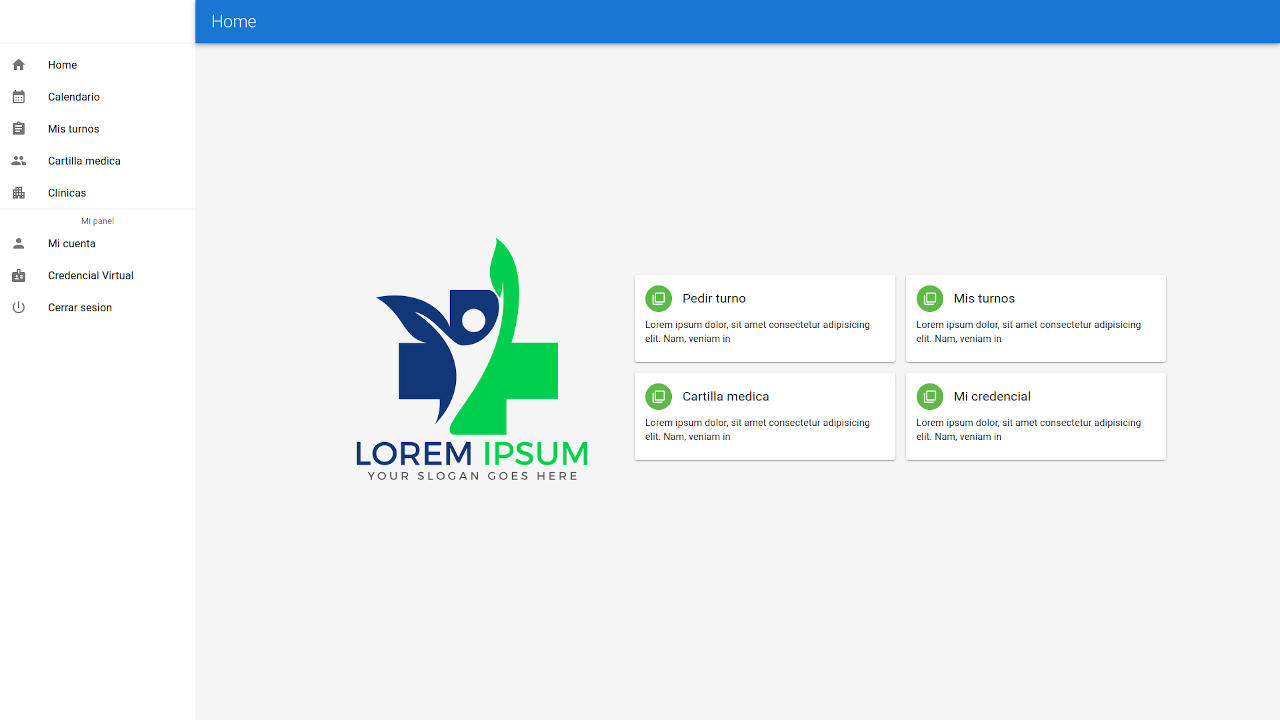 Home
Home
Calendario
Mis turnos
Cartilla medica
Clinicas
Mi panel
Mi cuenta
Credencial Virtual
Cerrar sesion
LOREM IPSUM
YOUR SLOGAN GOES HERE
Pedir turno
Lorem ipsum dolor, sit amet consectetur adipisicing
elit. Nam, veniam in
Mis turnos
Lorem ipsum dolor, sit amet consectetur adipisicing
elit. Nam, veniam in
Cartilla medica
Lorem ipsum dolor, sit amet consectetur adipisicing
elit. Nam, veniam in
Mi credencial
Lorem ipsum dolor, sit amet consectetur adipisicing
elit. Nam, veniam in